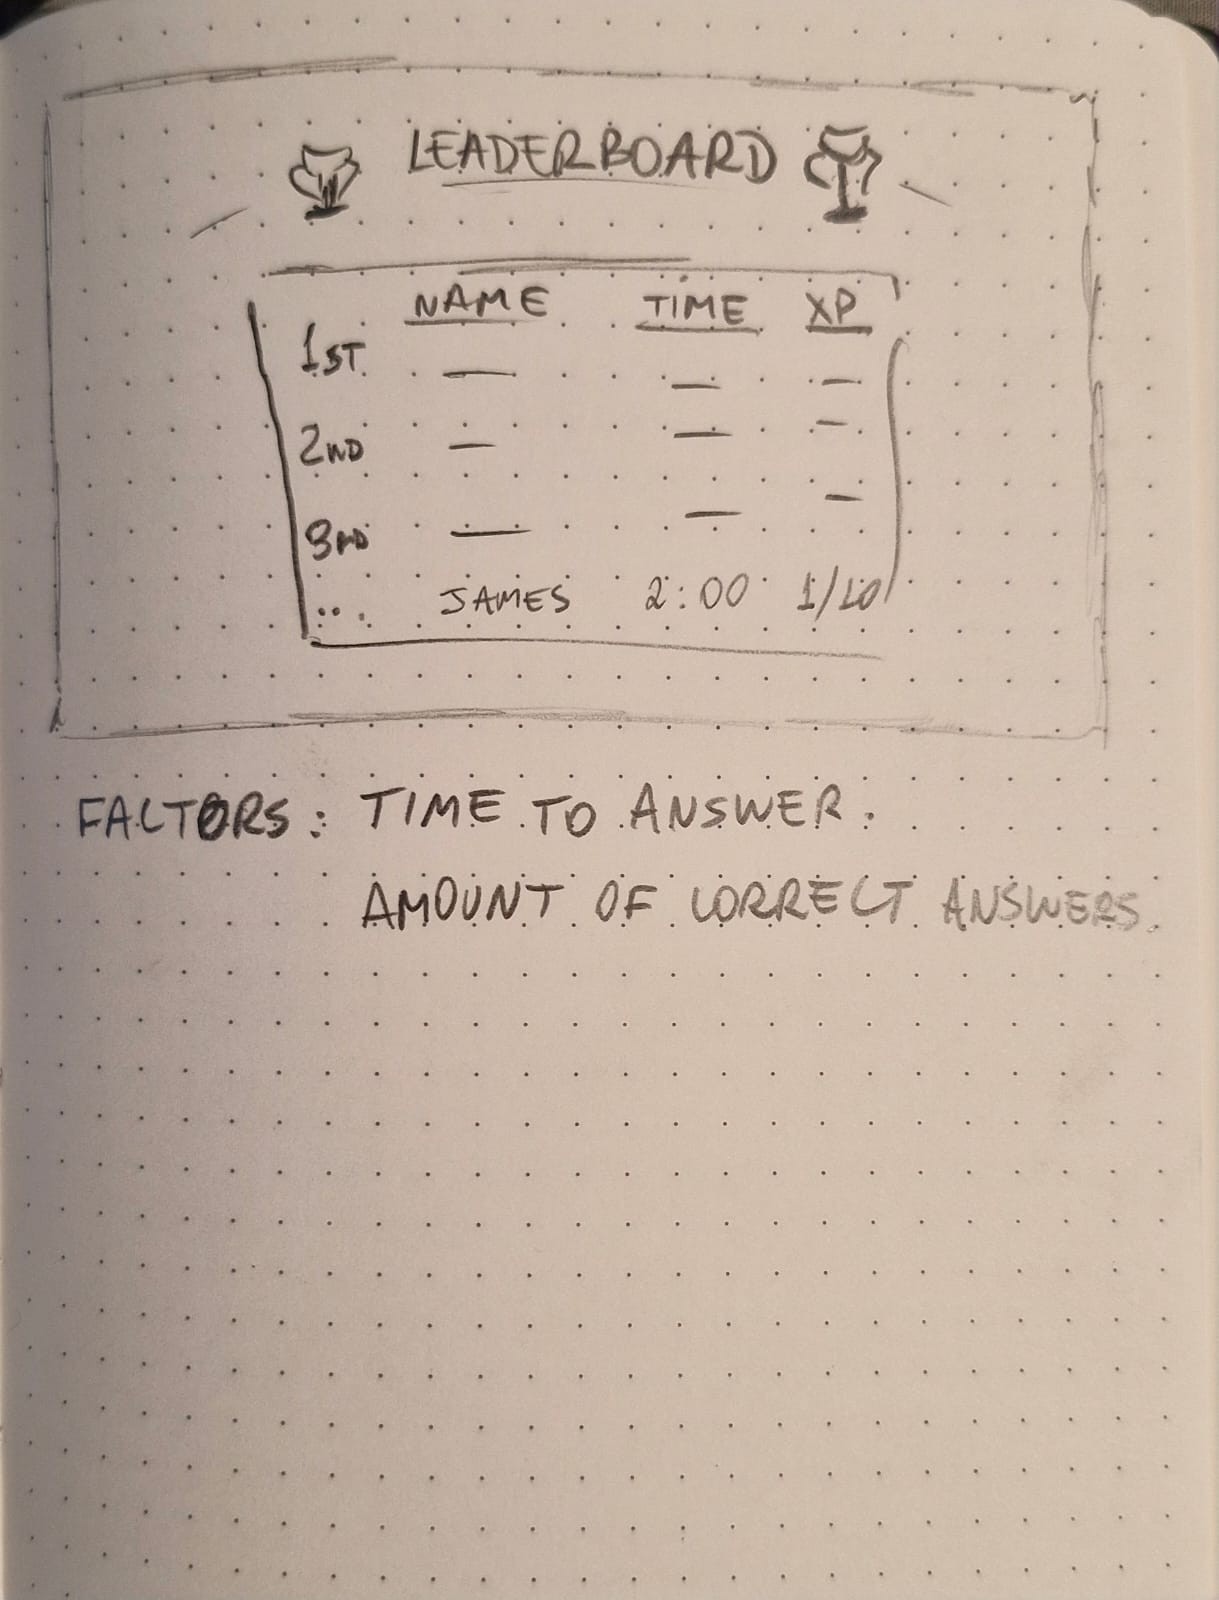 LEADERBOARD
NAME TIME XP
1ST
2ND
3RD
... JAMES 2:00 1/10
FACTORS: TIME TO ANSWER.
AMOUNT OF CORRECT ANSWERS.